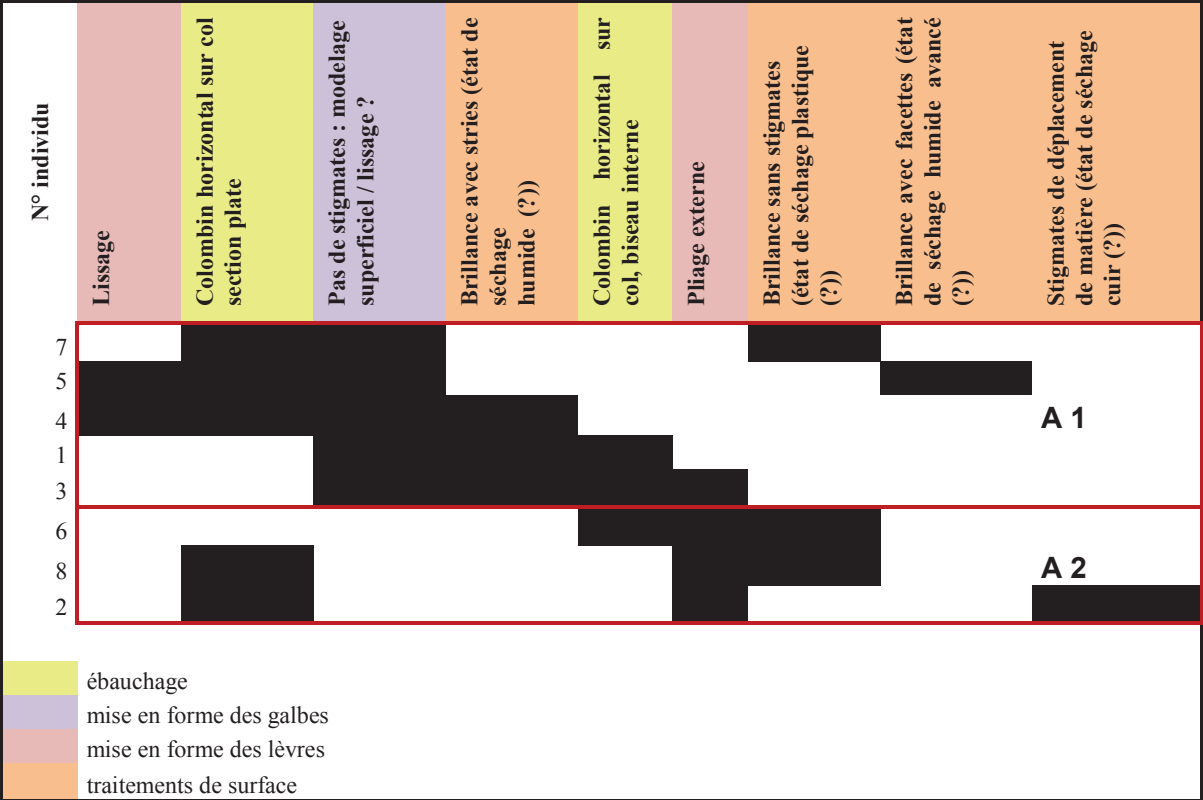 N° individu
Lissage
Colombin horizontal sur col
section plate
Pas de stigmates : modelage
superficiel / lissage ?
Brillance avec stries (état de
séchage
humide (?))
Colombin horizontal sur
col, biseau interne
Pliage externe
Brillance sans stigmates
(état de séchage plastique
(?))
Brillance avec facettes (état
de séchage humide avancé
(?))
Stigmates de déplacement
de matière (état de séchage
cuir (?))
7
5
4
A 1
1
3
6
8
A 2
2
ébauchage
mise en forme des galbes
mise en forme des lèvres
traitements de surface